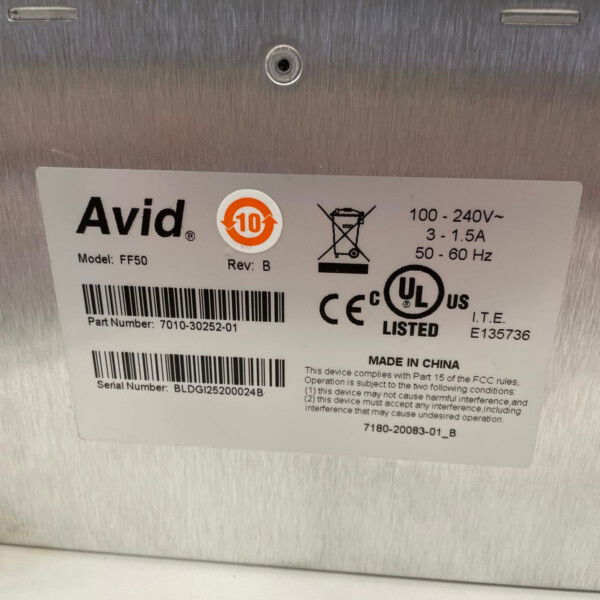 Avid®
10
Model: FF50
Rev: B
Part Number: 7010-30252-01
Serial Number: BLDGI25200024B
100 - 240V~
3 - 1.5A
50 - 60 Hz
CE
C UL US
LISTED
I.T.E.
E135736
MADE IN CHINA
This device complies with Part 15 of the FCC rules.
Operation is subject to the two following conditions:
(1) this device may not cause harmful interference,and
(2) this device must accept any interference,including
interference that may cause undesired operation.
7180-20083-01_B